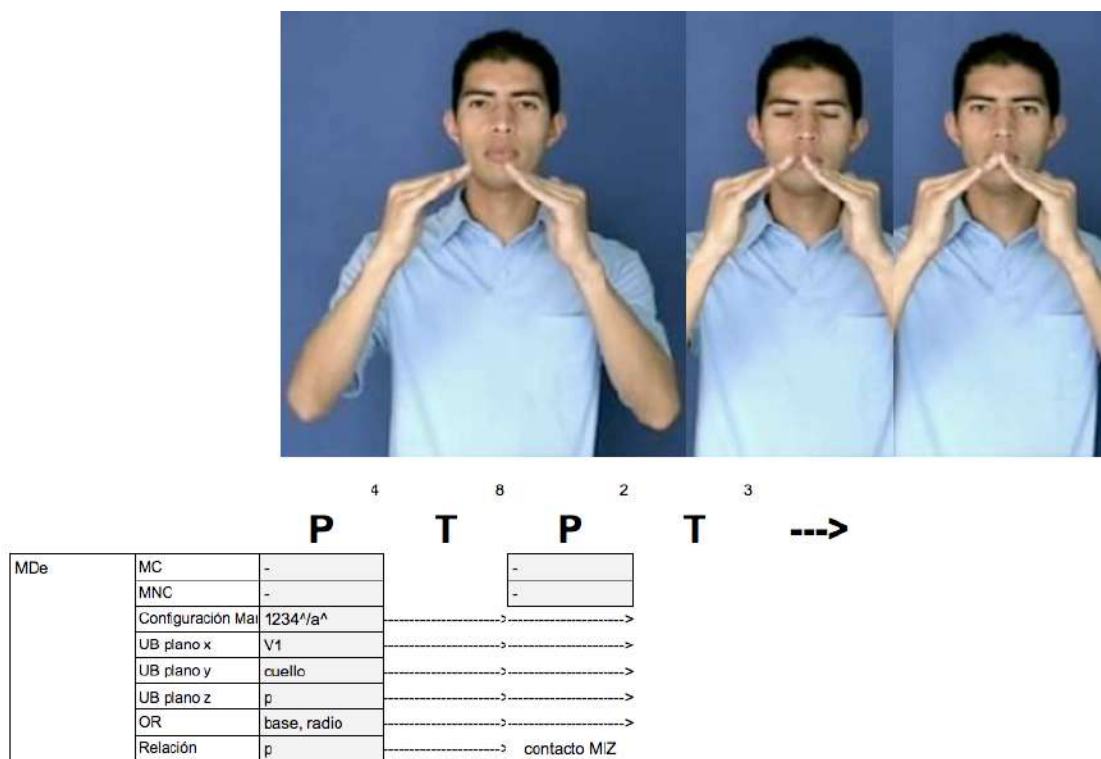 4 8 2 3
P T P T --->
MDe MC - -
MNC - -
Configuración Mar 1234^/a^ ----------------------> ---------------------->
UB plano x V1 ----------------------> ---------------------->
UB plano y cuello ----------------------> ---------------------->
UB plano z p ----------------------> ---------------------->
OR base, radio ----------------------> ---------------------->
Relación p ----------------------> contacto MIZ